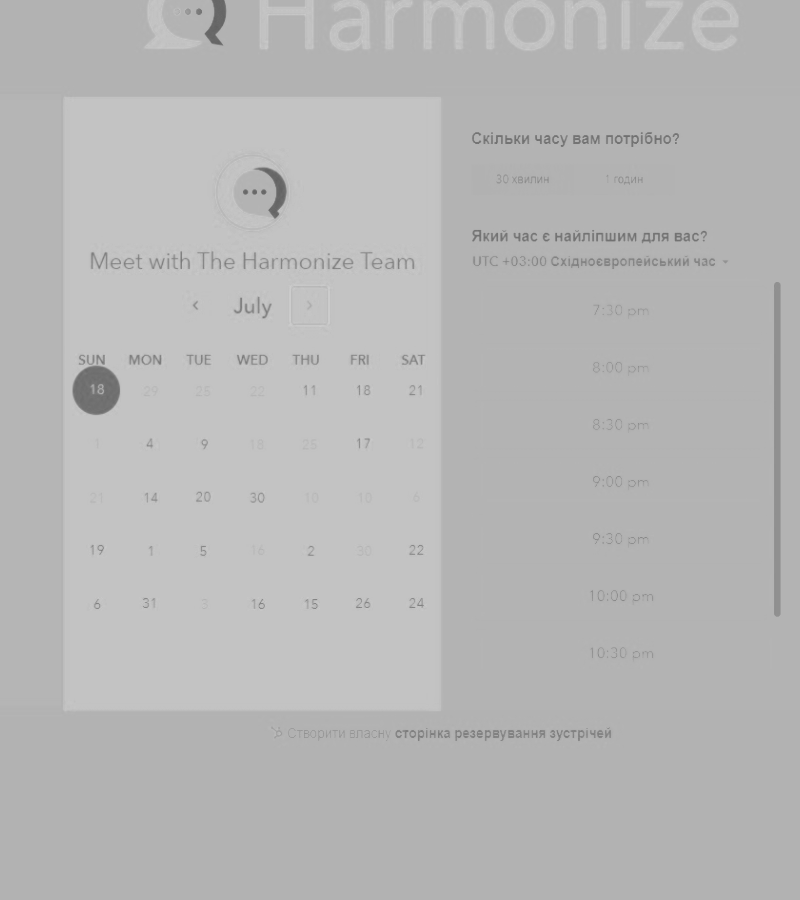 Harmonize
Meet with The Harmonize Team
July
SUN MON TUE WED THU FRI SAT
18 29 25 22 11 18 21
1 4 9 18 25 17 12
21 14 20 30 10 10 6
19 1 5 16 2 30 22
6 31 3 16 15 26 24
Скільки часу вам потрібно?
30 хвилин 1 годин
Який час є найліпшим для вас?
UTC +03:00 Східноєвропейський час
7:30 pm
8:00 pm
8:30 pm
9:00 pm
9:30 pm
10:00 pm
10:30 pm
Створити власну сторінка резервування зустрічей